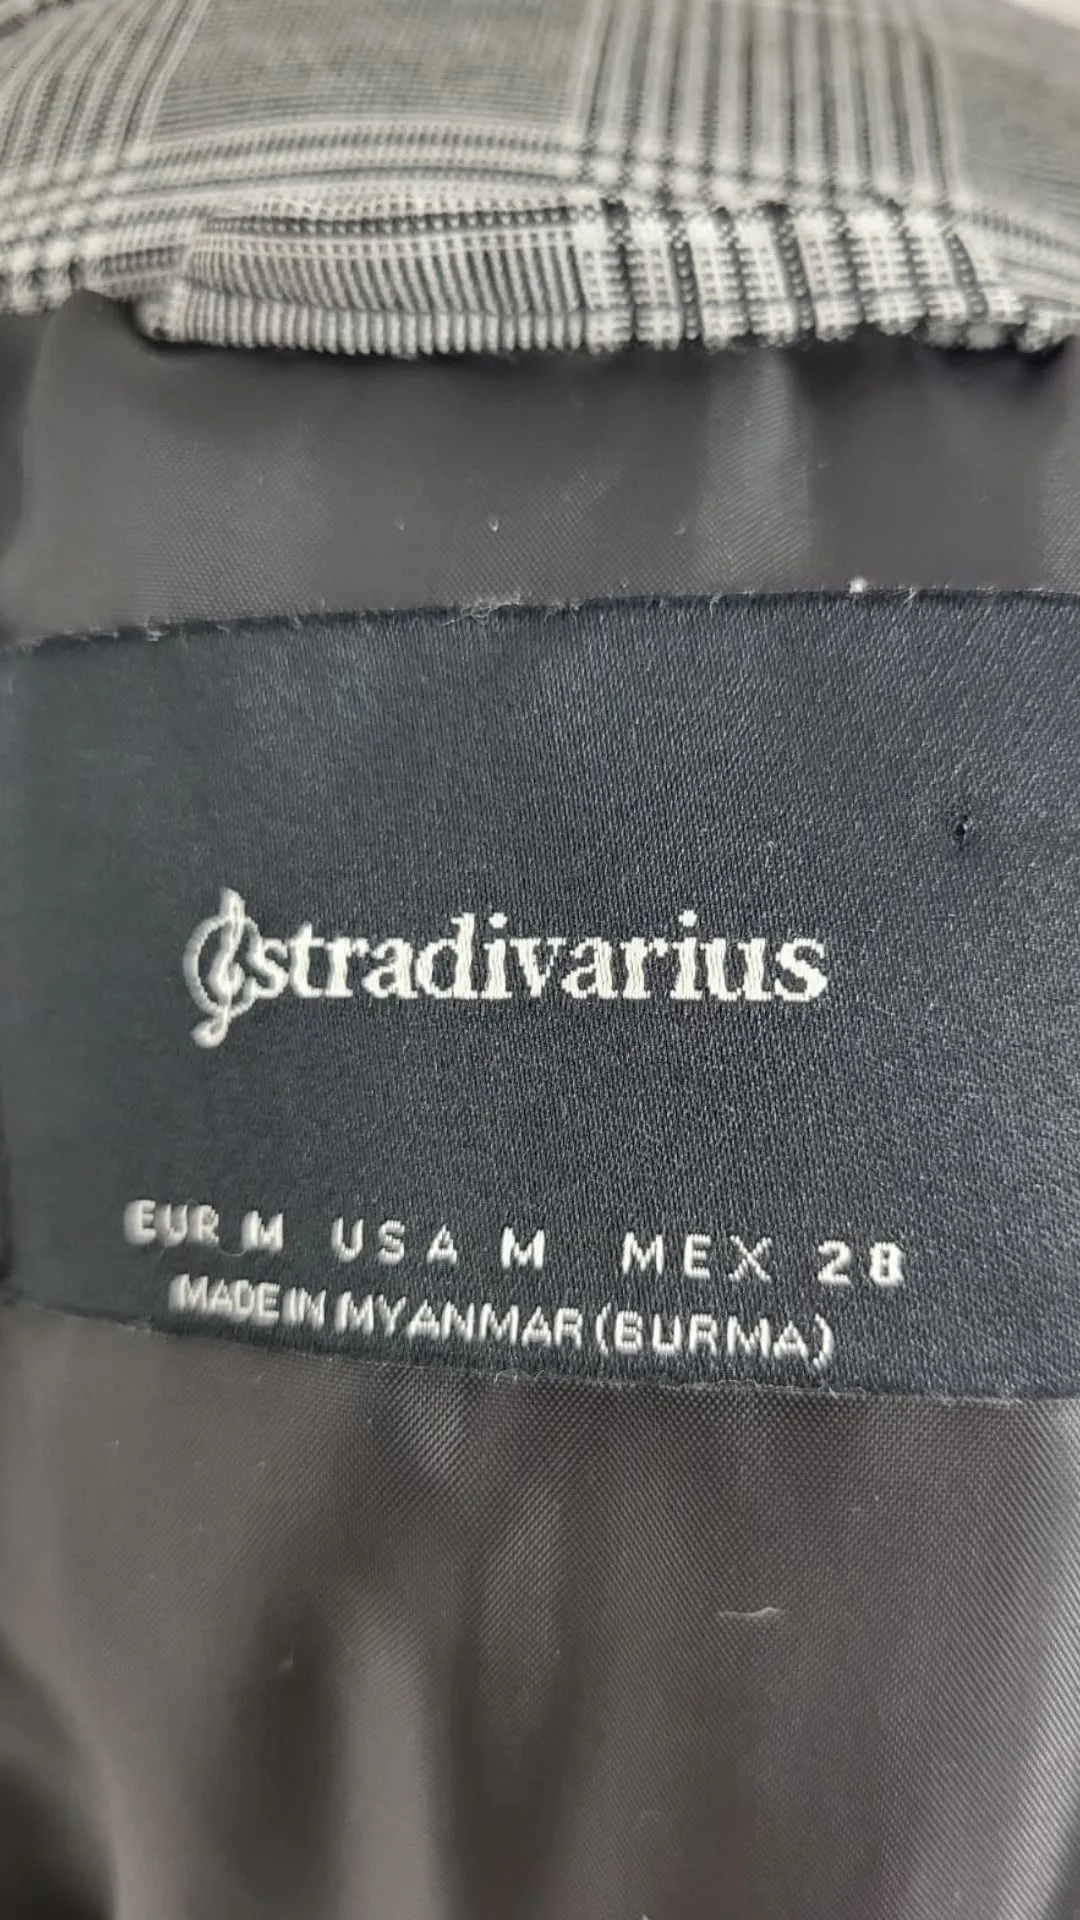 stradivarius
EUR M USA M MEX 28
MADE IN MYANMAR (BURMA)